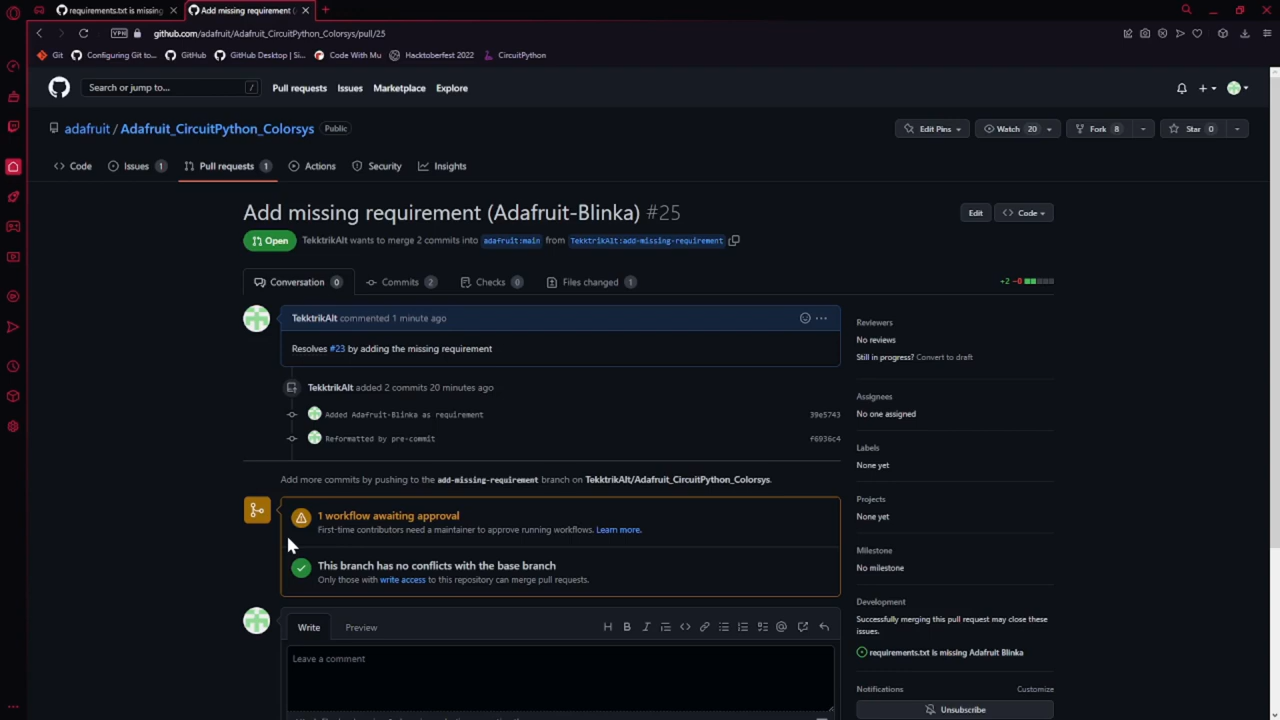 requirements.txt is missing
Add missing requirement (
VPN
github.com/adafruit/Adafruit_CircuitPython_Colorsys/pull/25
Git
Configuring Git to...
GitHub
GitHub Desktop | Si...
Code With Mu
Hacktoberfest 2022
CircuitPython
Search or jump to...
/
Pull requests
Issues
Marketplace
Explore
adafruit / Adafruit_CircuitPython_Colorsys
Public
Edit Pins
Watch 20
Fork 8
Star 0
Code
Issues 1
Pull requests 1
Actions
Security
Insights
Add missing requirement (Adafruit-Blinka) #25
Edit
Code
Open
TekktrikAlt wants to merge 2 commits into adafruit:main from TekktrikAlt:add-missing-requirement
Conversation 0
Commits 2
Checks 0
Files changed 1
+2 −0
TekktrikAlt commented 1 minute ago
Resolves #23 by adding the missing requirement
TekktrikAlt added 2 commits 20 minutes ago
Added Adafruit-Blinka as requirement
39e5743
Reformatted by pre-commit
f6936c4
Add more commits by pushing to the add-missing-requirement branch on TekktrikAlt/Adafruit_CircuitPython_Colorsys.
1 workflow awaiting approval
First-time contributors need a maintainer to approve running workflows. Learn more.
This branch has no conflicts with the base branch
Only those with write access to this repository can merge pull requests.
Write
Preview
Leave a comment
Reviewers
No reviews
Still in progress? Convert to draft
Assignees
No one assigned
Labels
None yet
Projects
None yet
Milestone
No milestone
Development
Successfully merging this pull request may close these
issues.
requirements.txt is missing Adafruit Blinka
Notifications
Customize
Unsubscribe